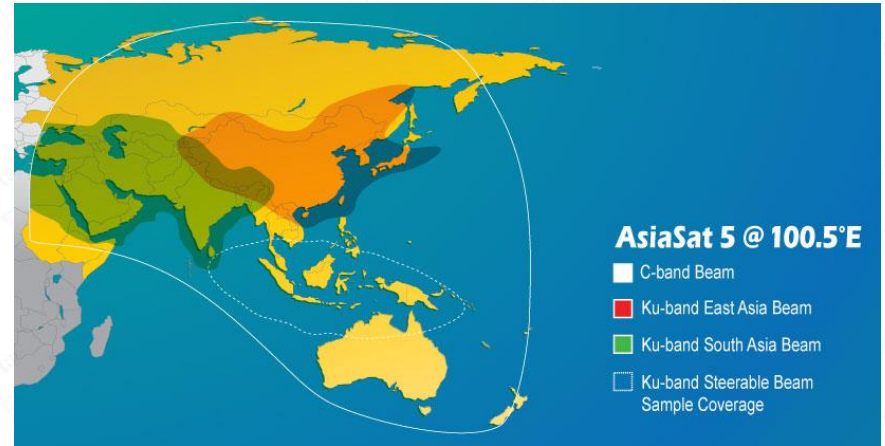 AsiaSat 5 @ 100.5°E
C-band Beam
Ku-band East Asia Beam
Ku-band South Asia Beam
Ku-band Steerable Beam
Sample Coverage